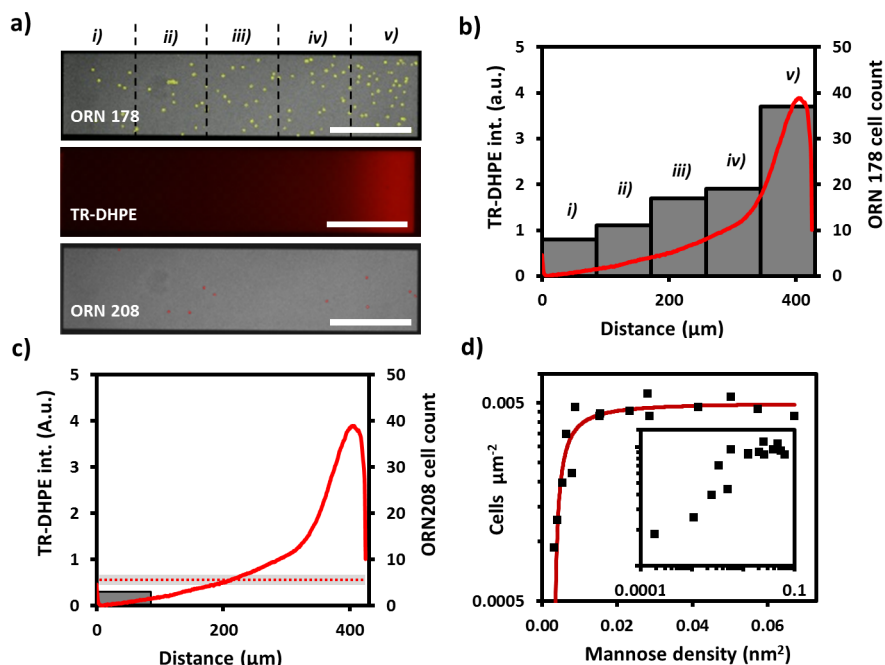 a)
i) ii) iii) iv) v)
ORN 178
TR-DHPE
ORN 208
b)
TR-DHPE int. (a.u.)
5
4
3
2
1
0
i)
ii)
iii)
iv)
v)
50
40
30
20
10
0
ORN 178 cell count
0 200 400
Distance (μm)
c)
TR-DHPE int. (A.u.)
5
4
3
2
1
0
50
40
30
20
10
0
ORN208 cell count
0 200 400
Distance (μm)
d)
Cells μm-2
0.005
0.0005
0.0001 0.1
0.00 0.02 0.04 0.06
Mannose density (nm2)